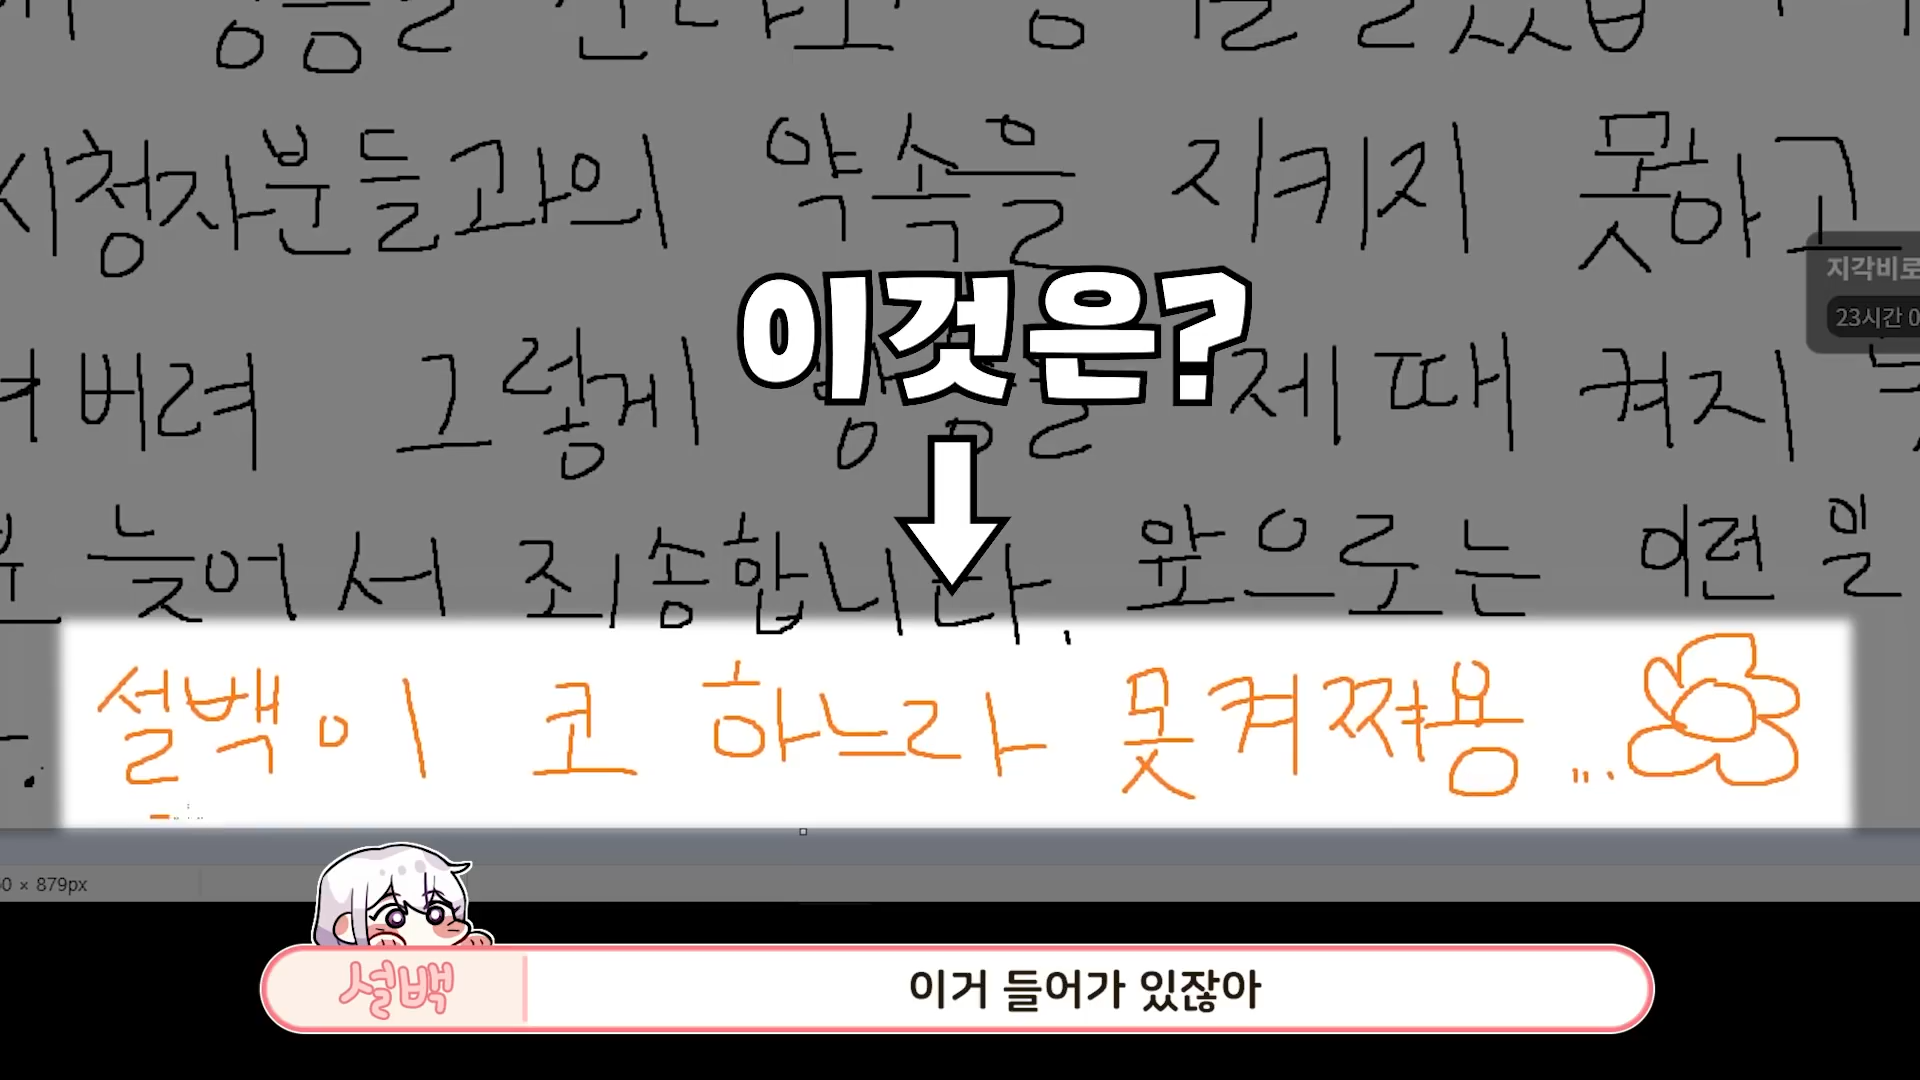 시청자분들과의 약속을 지키지 못하고
지각비로
23시간 0
이것은?
버려 그렇게 제때 켜지
늦어서 죄송합니다. 앞으로는 이런 일
설백이 코 하느라 못켜쪄용...
879px
설백
이거 들어가 있잖아